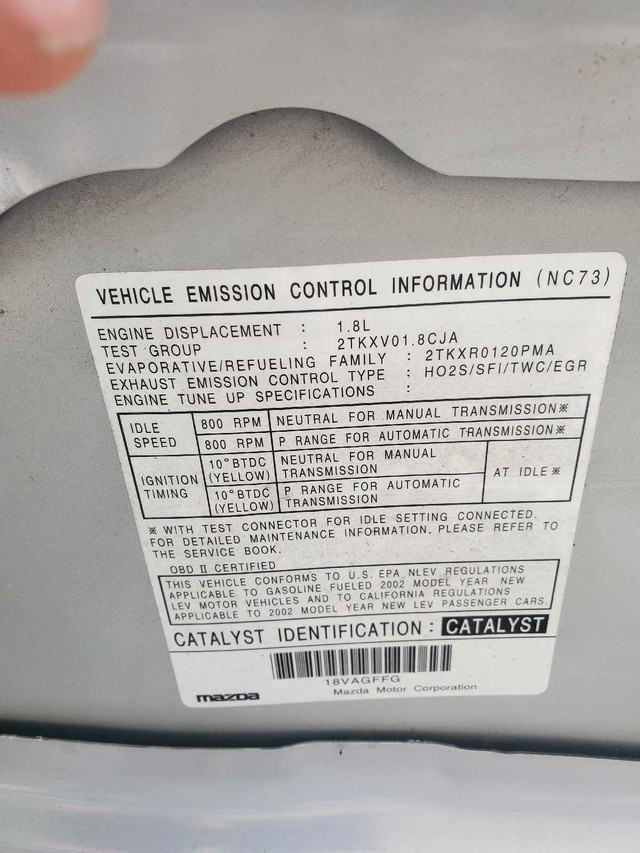 VEHICLE EMISSION CONTROL INFORMATION (NC73)
ENGINE DISPLACEMENT : 1.8L
TEST GROUP : 2TKXV01.8CJA
EVAPORATIVE/REFUELING FAMILY : 2TKXR0120PMA
EXHAUST EMISSION CONTROL TYPE : HO2S/SFI/TWC/EGR
ENGINE TUNE UP SPECIFICATIONS :
IDLE SPEED 800 RPM NEUTRAL FOR MANUAL TRANSMISSION※
800 RPM P RANGE FOR AUTOMATIC TRANSMISSION※
IGNITION TIMING 10°BTDC (YELLOW) NEUTRAL FOR MANUAL TRANSMISSION AT IDLE※
10°BTDC (YELLOW) P RANGE FOR AUTOMATIC TRANSMISSION
※ WITH TEST CONNECTOR FOR IDLE SETTING CONNECTED.
FOR DETAILED MAINTENANCE INFORMATION, PLEASE REFER TO
THE SERVICE BOOK.
OBD II CERTIFIED
THIS VEHICLE CONFORMS TO U.S. EPA NLEV REGULATIONS
APPLICABLE TO GASOLINE FUELED 2002 MODEL YEAR NEW
LEV MOTOR VEHICLES AND TO CALIFORNIA REGULATIONS
APPLICABLE TO 2002 MODEL YEAR NEW LEV PASSENGER CARS.
CATALYST IDENTIFICATION : CATALYST
18VAGFFG
mazda Mazda Motor Corporation